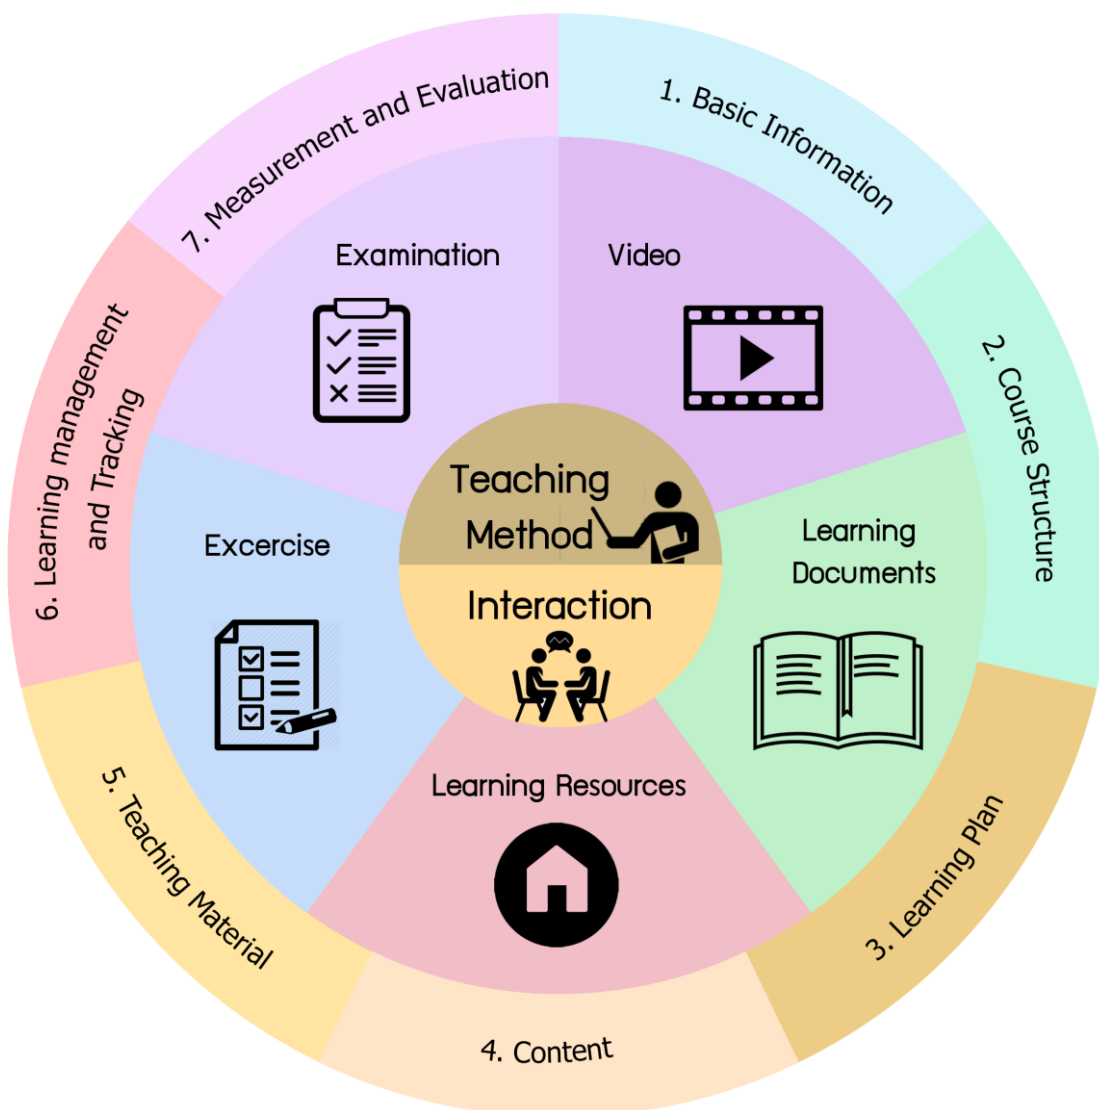 1. Basic Information
2. Course Structure
3. Learning Plan
4. Content
5. Teaching Material
6. Learning management
and Tracking
7. Measurement and Evaluation
Video
Learning
Documents
Learning Resources
Excercise
Examination
Teaching
Method
Interaction